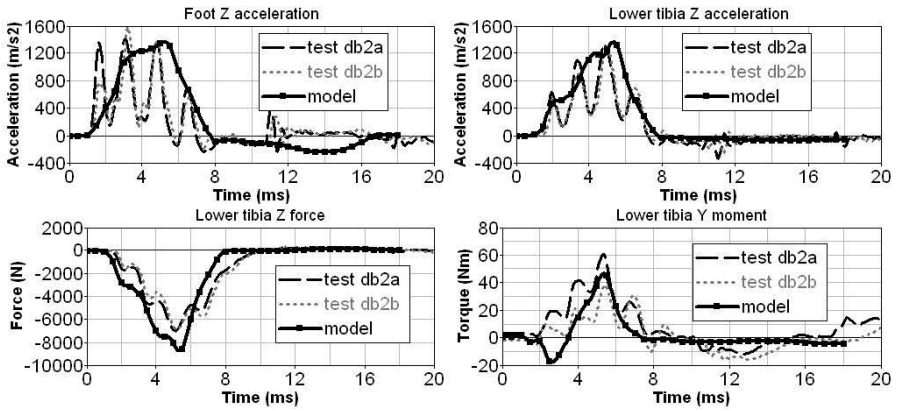 Foot Z acceleration
Acceleration (m/s2)
1600
1200
800
400
0
-400
test db2a
test db2b
model
0 4 8 12 16 20
Time (ms)
Lower tibia Z acceleration
Acceleration (m/s2)
1600
1200
800
400
0
-400
test db2a
test db2b
model
0 4 8 12 16 20
Time (ms)
Lower tibia Z force
Force (N)
2000
0
-2000
-4000
-6000
-8000
-10000
test db2a
test db2b
model
0 4 8 12 16 20
Time (ms)
Lower tibia Y moment
Torque (Nm)
80
60
40
20
0
-20
test db2a
test db2b
model
0 4 8 12 16 20
Time (ms)